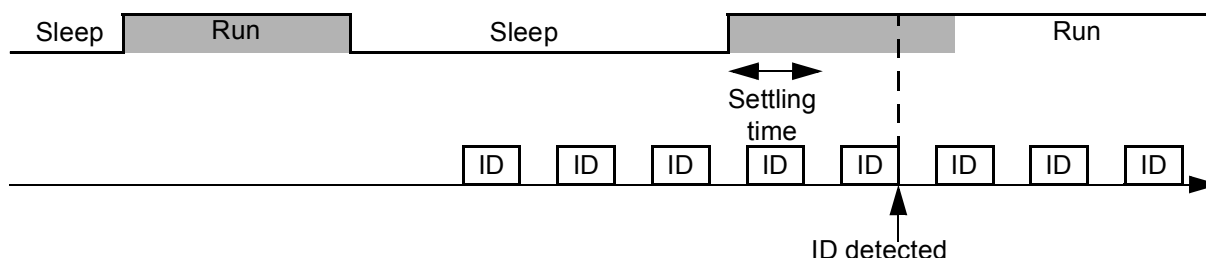 Sleep Run Sleep Run
Settling
time
ID ID ID ID ID ID ID ID
ID detected